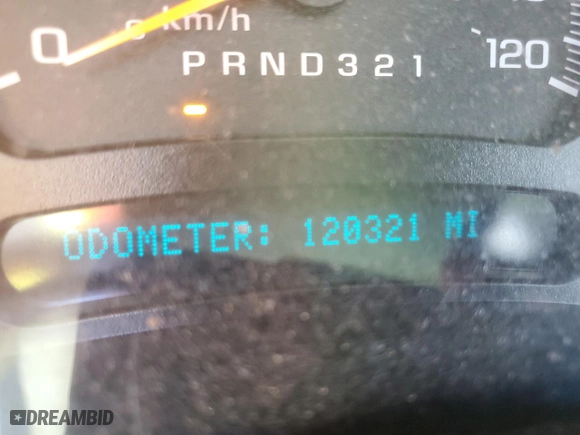 0 km/h
PRND321 120
ODOMETER: 120321 MI
DREAMBID